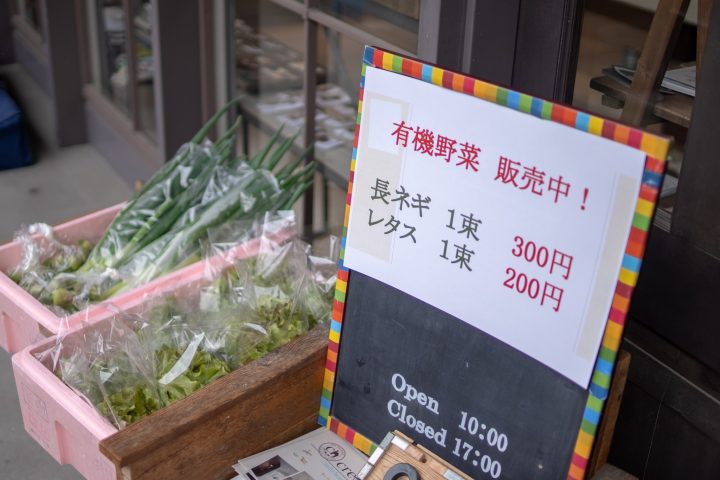 有機野菜 販売中！
長ネギ 1束 300円
レタス 1束 200円
Open 10:00
Closed 17:00
cre